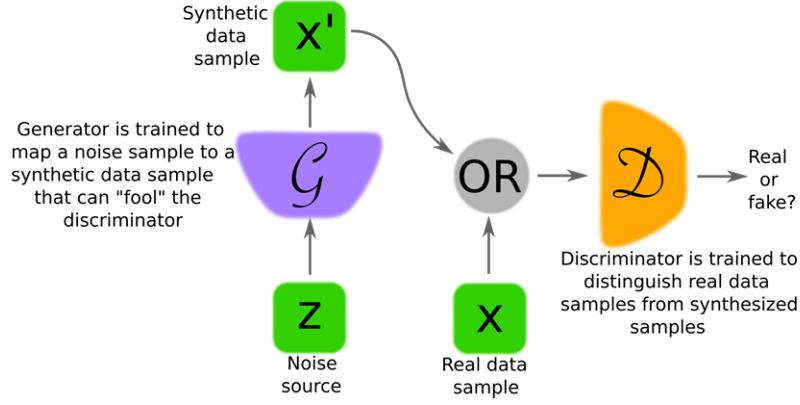 Synthetic
data
sample
x'
Generator is trained to
map a noise sample to a
synthetic data sample
that can "fool" the
discriminator
G
OR
D
Real
or
fake?
Discriminator is trained to
distinguish real data
samples from synthesized
samples
z
Noise
source
x
Real data
sample